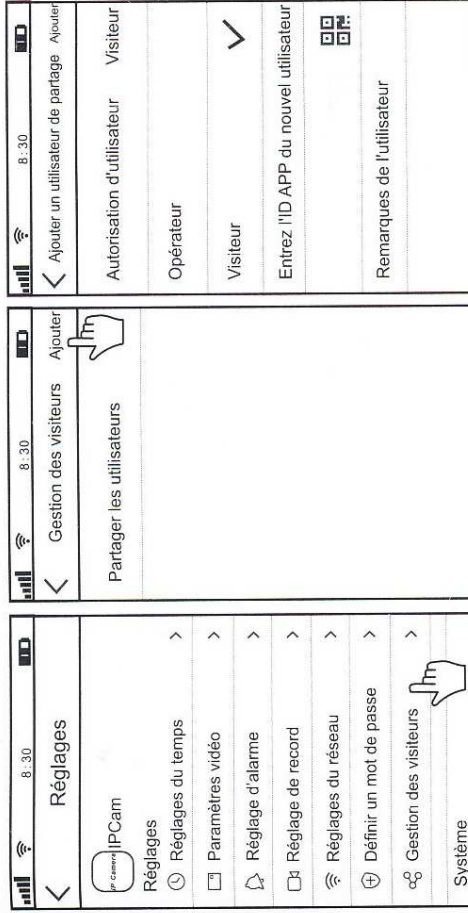 8:30
Réglages
IP Camera IPCam
Réglages
Réglages du temps
Paramètres vidéo
Réglage d'alarme
Réglage de record
Réglages du réseau
Définir un mot de passe
Gestion des visiteurs
Système
8:30
Gestion des visiteurs Ajouter
Partager les utilisateurs
8:30
Ajouter un utilisateur de partage Ajouter
Autorisation d'utilisateur Visiteur
Opérateur
Visiteur
Entrez l'ID APP du nouvel utilisateur
Remarques de l'utilisateur